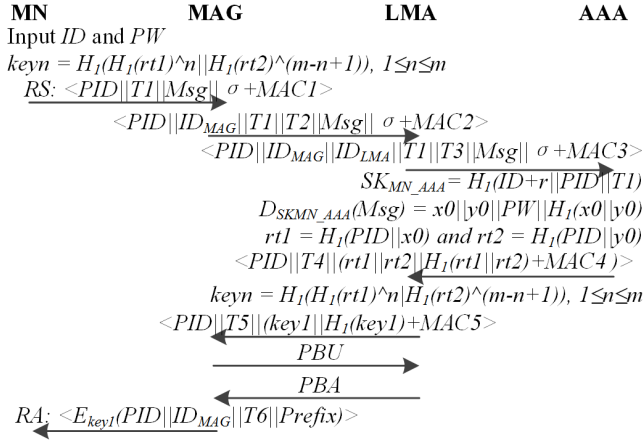 MN MAG LMA AAA
Input ID and PW
keyn = H1(H1(rt1)^n||H1(rt2)^(m-n+1)), 1≤n≤m
RS: <PID||T1||Msg|| σ+MAC1>
<PID||IDMAG||T1||T2||Msg|| σ+MAC2>
<PID||IDMAG||IDLMA||T1||T3||Msg|| σ+MAC3>
SKMN_AAA= H1(ID+r||PID||T1)
DSKMN_AAA(Msg) = x0||y0||PW||H1(x0||y0)
rt1 = H1(PID||x0) and rt2 = H1(PID||y0)
<PID||T4||(rt1||rt2||H1(rt1||rt2)+MAC4)>
keyn = H1(H1(rt1)^n|H1(rt2)^(m-n+1)), 1≤n≤m
<PID||T5||(key1||H1(key1)+MAC5>
PBU
PBA
RA: <Ekey1(PID||IDMAG||T6||Prefix)>